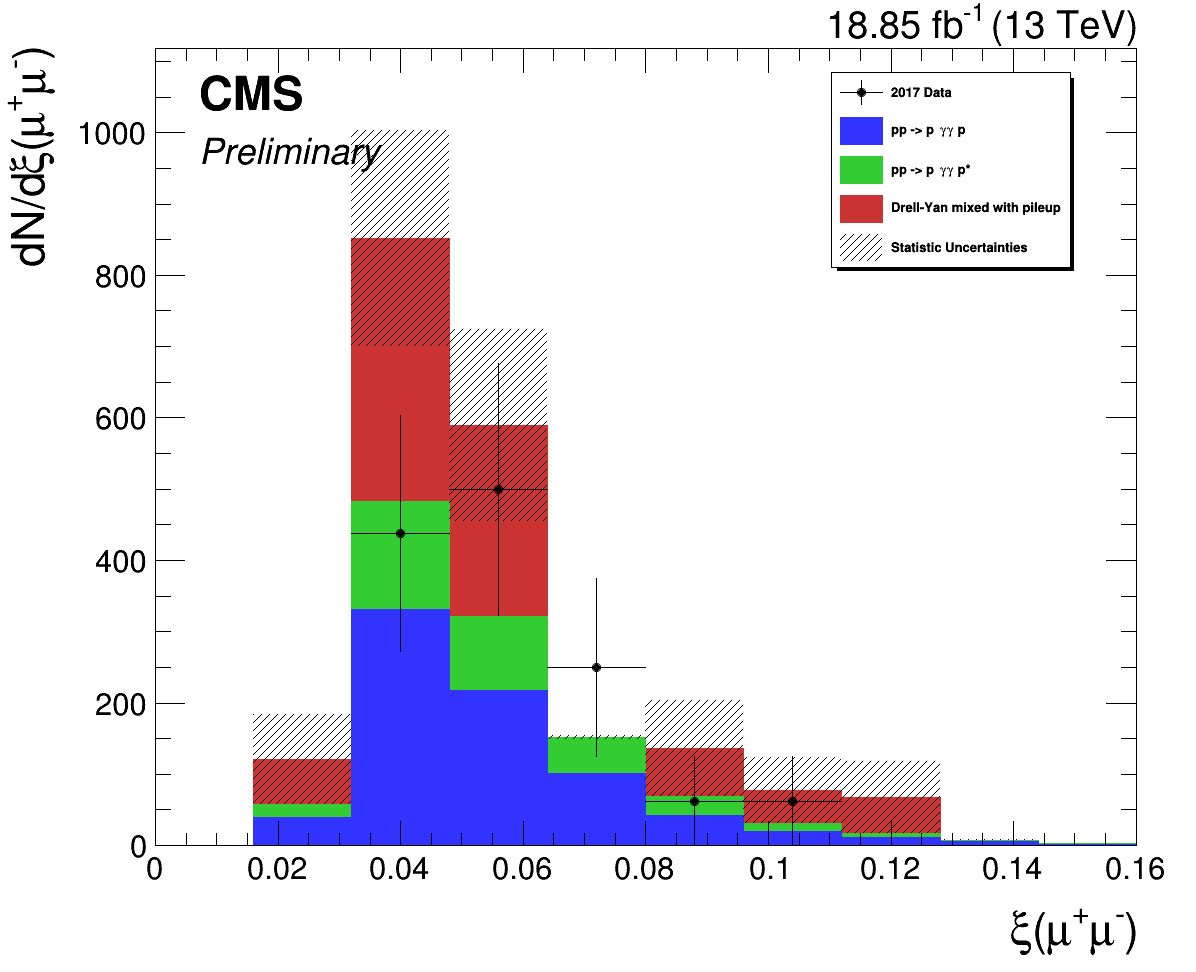 18.85 fb⁻¹ (13 TeV)
CMS
Preliminary
dN/dξ(μ⁺μ⁻)
2017 Data
pp -> p γγ p
pp -> p γγ p*
Drell-Yan mixed with pileup
Statistic Uncertainties
1000
800
600
400
200
0
0 0.02 0.04 0.06 0.08 0.1 0.12 0.14 0.16
ξ(μ⁺μ⁻)